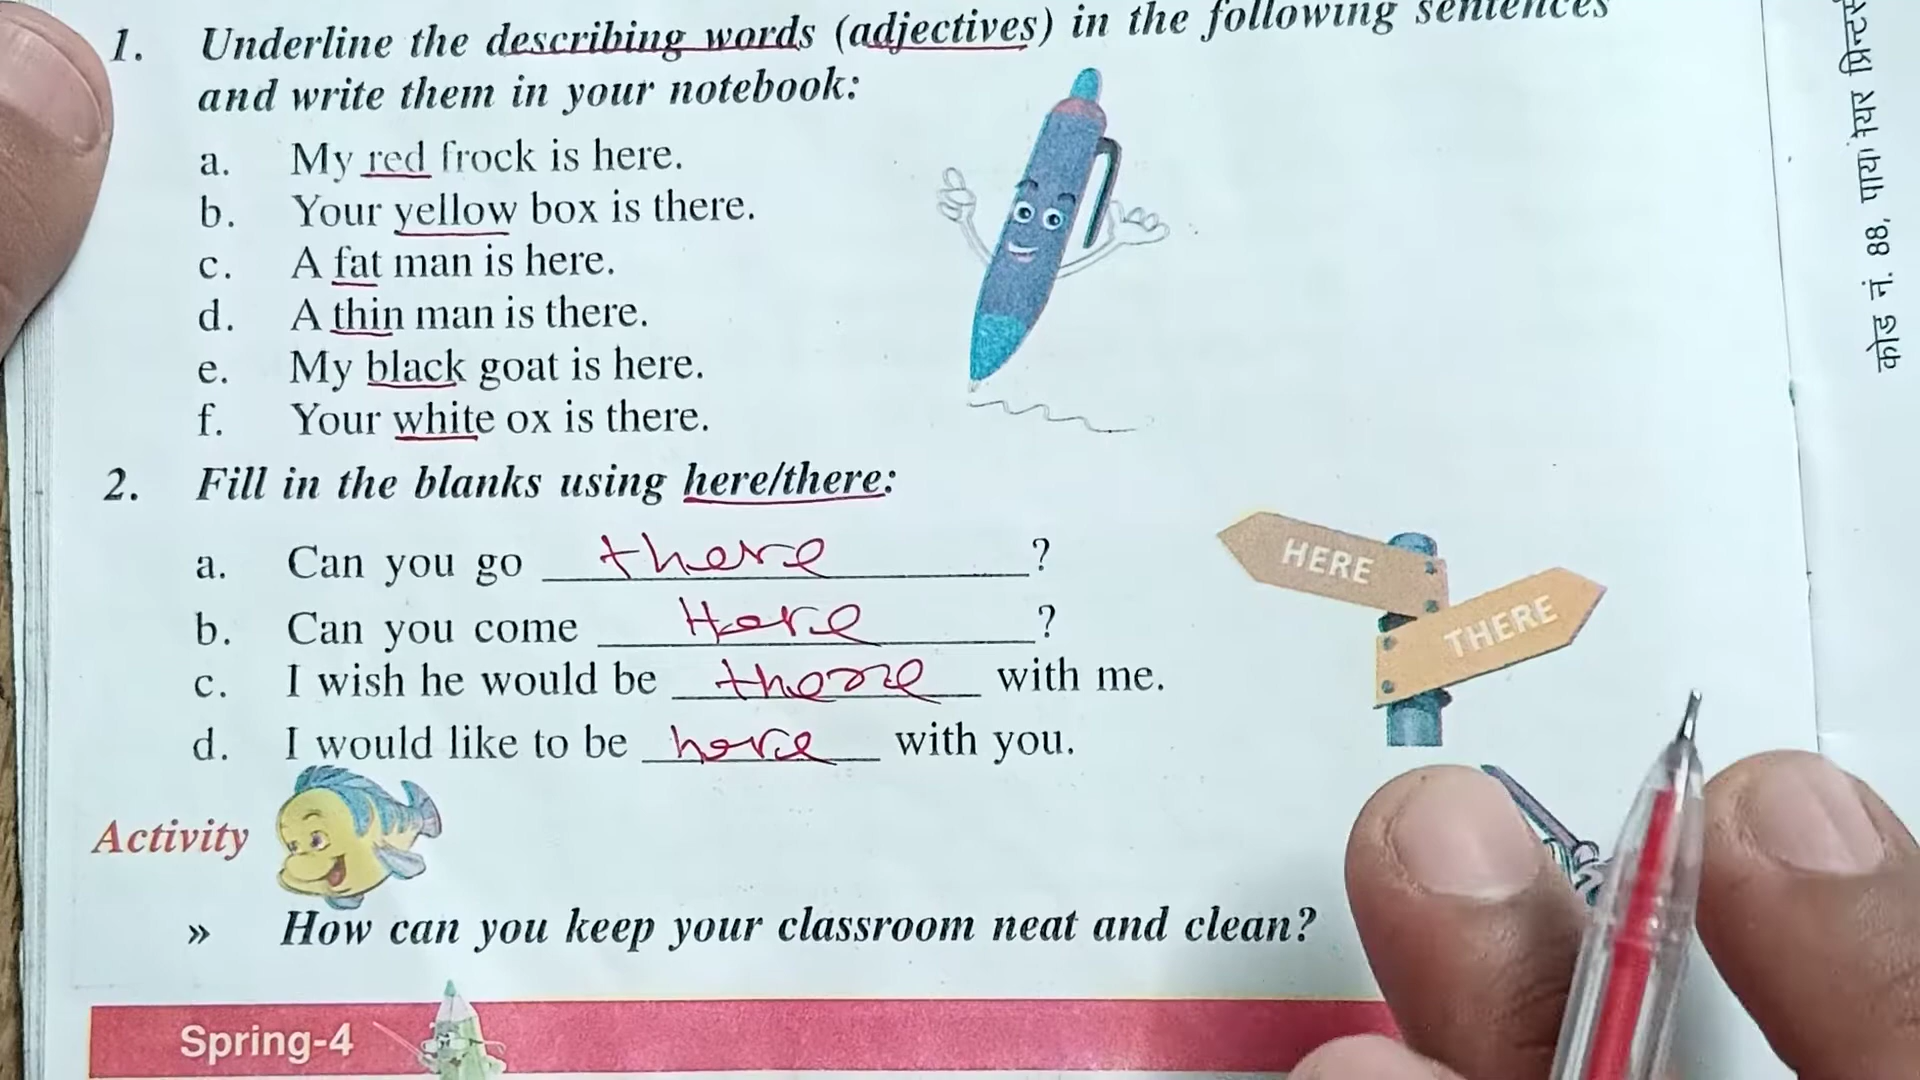 1. Underline the describing words (adjectives) in the following sentences
and write them in your notebook:
a. My red frock is here.
b. Your yellow box is there.
c. A fat man is here.
d. A thin man is there.
e. My black goat is here.
f. Your white ox is there.
2. Fill in the blanks using here/there:
a. Can you go there ?
b. Can you come Here ?
c. I wish he would be there with me.
d. I would like to be here with you.
HERE
THERE
Activity
» How can you keep your classroom neat and clean?
Spring-4